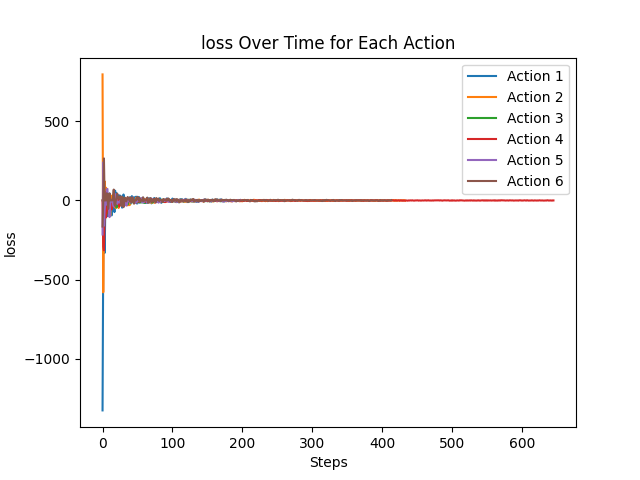 loss Over Time for Each Action
Action 1
Action 2
Action 3
Action 4
Action 5
Action 6
500
0
−500
−1000
loss
0 100 200 300 400 500 600
Steps